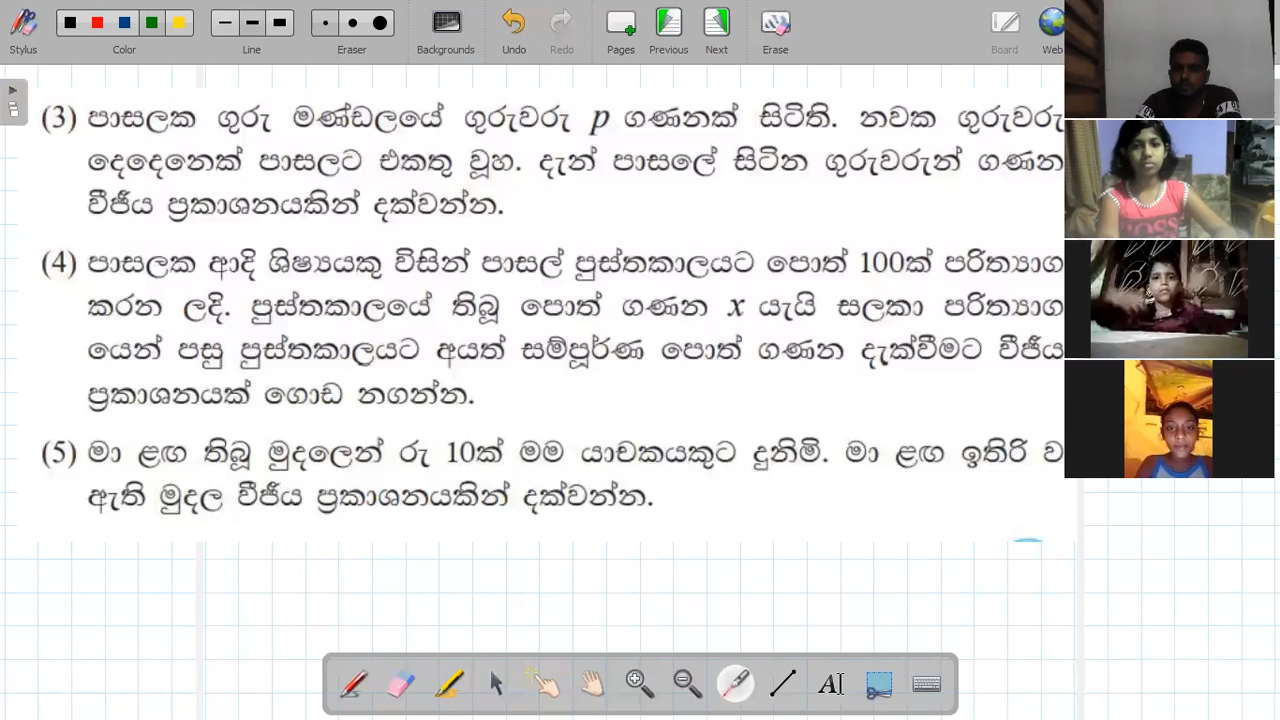 Stylus
Color
Line
Eraser
Backgrounds
Undo
Redo
Pages
Previous
Next
Erase
Board
Web
(3) පාසලක ගුරු මණ්ඩලයේ ගුරුවරු p ගණනක් සිටිති. නවක ගුරුවරු
දෙදෙනෙක් පාසලට එකතු වූහ. දැන් පාසලේ සිටින ගුරුවරුන් ගණන
වීජීය ප්‍රකාශනයකින් දක්වන්න.
(4) පාසලක ආදි ශිෂ්‍යයකු විසින් පාසල් පුස්තකාලයට පොත් 100ක් පරිත්‍යාග
කරන ලදි. පුස්තකාලයේ තිබූ පොත් ගණන x යැයි සලකා පරිත්‍යාග
යෙන් පසු පුස්තකාලයට අයත් සම්පූර්ණ පොත් ගණන දැක්වීමට වීජීය
ප්‍රකාශනයක් ගොඩ නගන්න.
(5) මා ළඟ තිබූ මුදලෙන් රු 10ක් මම යාචකයකුට දුනිමි. මා ළඟ ඉතිරි ව
ඇති මුදල වීජීය ප්‍රකාශනයකින් දක්වන්න.